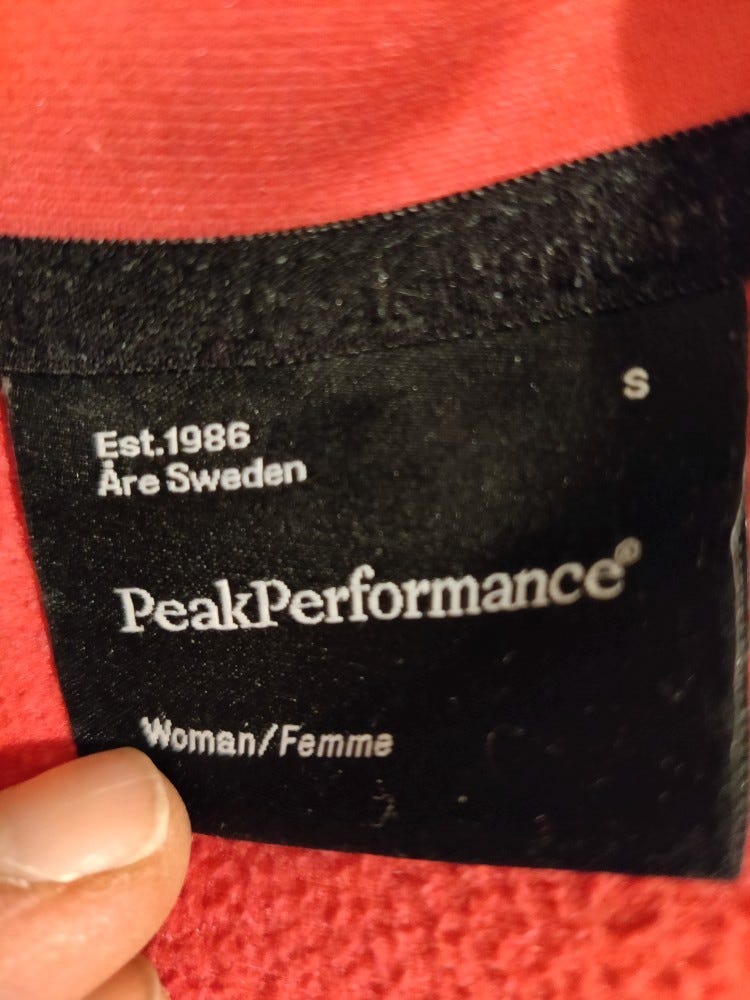 S
Est.1986
Åre Sweden
PeakPerformance®
Woman/Femme